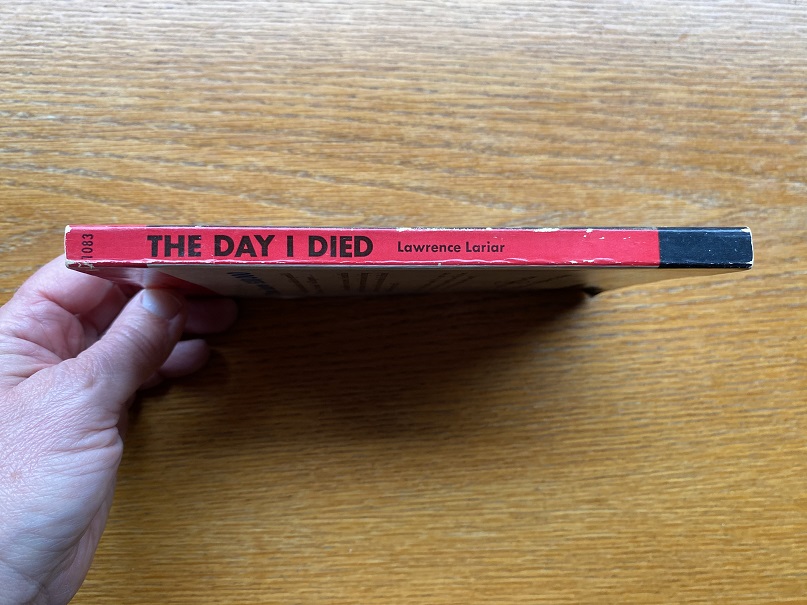 1083
THE DAY I DIED Lawrence Lariar